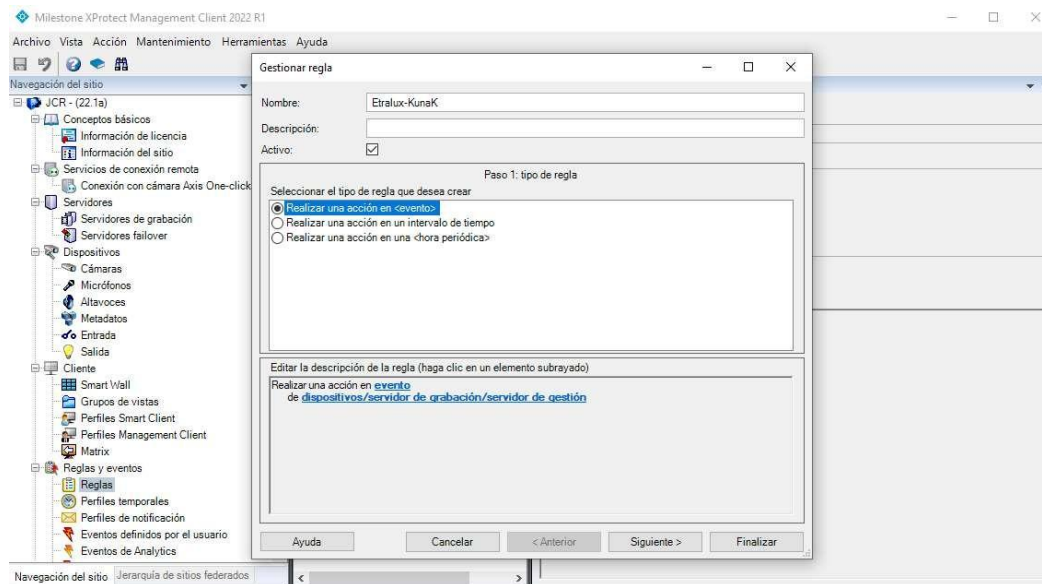 Milestone XProtect Management Client 2022 R1
Archivo Vista Acción Mantenimiento Herramientas Ayuda
Navegación del sitio
JCR - (22.1a)
Conceptos básicos
Información de licencia
Información del sitio
Servicios de conexión remota
Conexión con cámara Axis One-click
Servidores
Servidores de grabación
Servidores failover
Dispositivos
Cámaras
Micrófonos
Altavoces
Metadatos
Entrada
Salida
Cliente
Smart Wall
Grupos de vistas
Perfiles Smart Client
Perfiles Management Client
Matrix
Reglas y eventos
Reglas
Perfiles temporales
Perfiles de notificación
Eventos definidos por el usuario
Eventos de Analytics
Navegación del sitio Jerarquía de sitios federados
Gestionar regla
Nombre: Etralux-KunaK
Descripción:
Activo:
Paso 1: tipo de regla
Seleccionar el tipo de regla que desea crear
Realizar una acción en <evento>
Realizar una acción en un intervalo de tiempo
Realizar una acción en una <hora periódica>
Editar la descripción de la regla (haga clic en un elemento subrayado)
Realizar una acción en evento
de dispositivos/servidor de grabación/servidor de gestión
Ayuda Cancelar < Anterior Siguiente > Finalizar